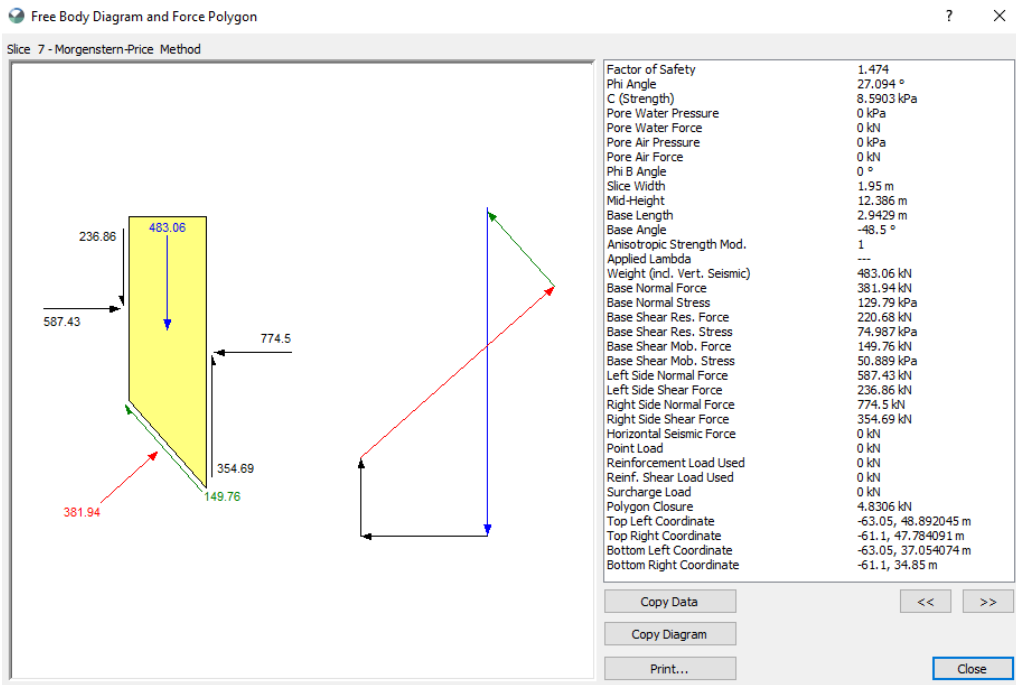 Free Body Diagram and Force Polygon
? ×
Slice 7 - Morgenstern-Price Method
236.86
483.06
587.43
774.5
354.69
149.76
381.94
Factor of Safety 1.474
Phi Angle 27.094 °
C (Strength) 8.5903 kPa
Pore Water Pressure 0 kPa
Pore Water Force 0 kN
Pore Air Pressure 0 kPa
Pore Air Force 0 kN
Phi B Angle 0 °
Slice Width 1.95 m
Mid-Height 12.386 m
Base Length 2.9429 m
Base Angle -48.5 °
Anisotropic Strength Mod. 1
Applied Lambda ---
Weight (incl. Vert. Seismic) 483.06 kN
Base Normal Force 381.94 kN
Base Normal Stress 129.79 kPa
Base Shear Res. Force 220.68 kN
Base Shear Res. Stress 74.987 kPa
Base Shear Mob. Force 149.76 kN
Base Shear Mob. Stress 50.889 kPa
Left Side Normal Force 587.43 kN
Left Side Shear Force 236.86 kN
Right Side Normal Force 774.5 kN
Right Side Shear Force 354.69 kN
Horizontal Seismic Force 0 kN
Point Load 0 kN
Reinforcement Load Used 0 kN
Reinf. Shear Load Used 0 kN
Surcharge Load 0 kN
Polygon Closure 4.8306 kN
Top Left Coordinate -63.05, 48.892045 m
Top Right Coordinate -61.1, 47.784091 m
Bottom Left Coordinate -63.05, 37.054074 m
Bottom Right Coordinate -61.1, 34.85 m
Copy Data << >>
Copy Diagram
Print... Close